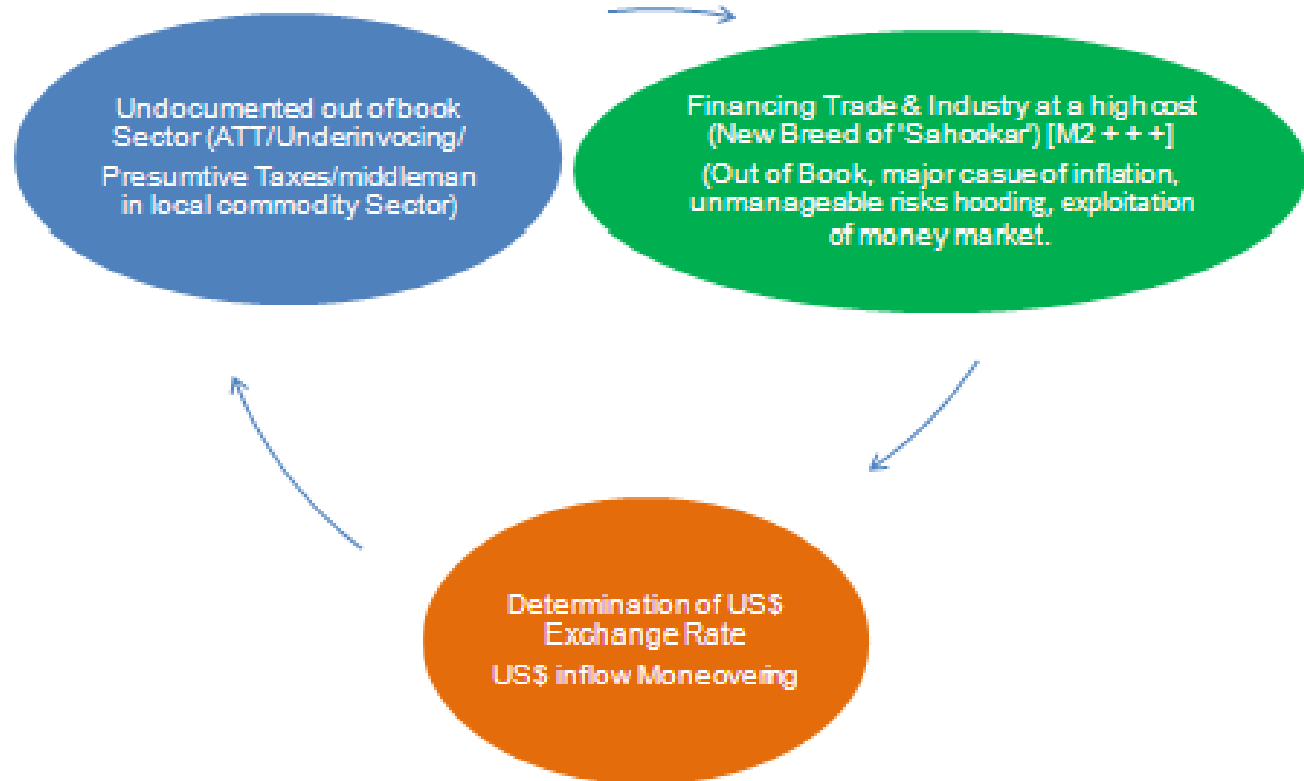 Undocumented out of book
Sector (ATT/Underinvocing/
Presumtive Taxes/middleman
in local commodity Sector)
Financing Trade & Industry at a high cost
(New Breed of 'Sahookar') [M2 + + +]
(Out of Book, major casue of inflation,
unmanageable risks hooding, exploitation
of money market.
Determination of US$
Exchange Rate
US$ inflow Moneovering